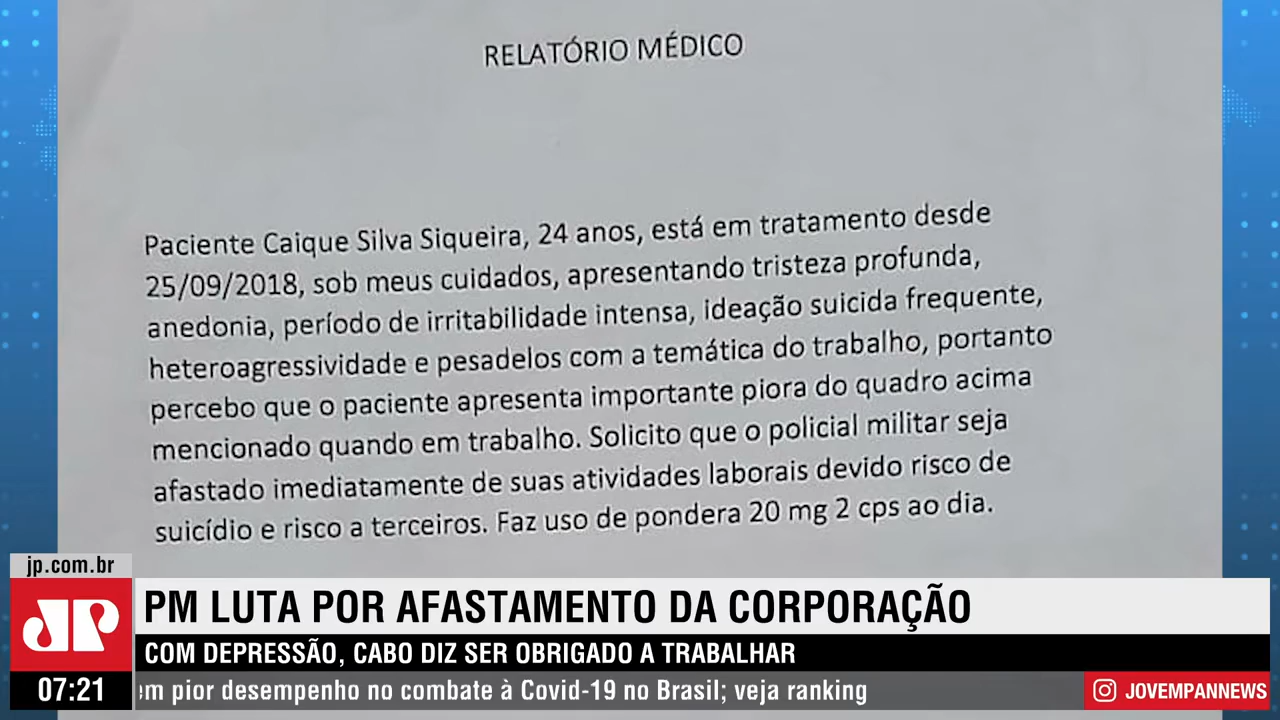 RELATÓRIO MÉDICO
Paciente Caique Silva Siqueira, 24 anos, está em tratamento desde
25/09/2018, sob meus cuidados, apresentando tristeza profunda,
anedonia, período de irritabilidade intensa, ideação suicida frequente,
heteroagressividade e pesadelos com a temática do trabalho, portanto
percebo que o paciente apresenta importante piora do quadro acima
mencionado quando em trabalho. Solicito que o policial militar seja
afastado imediatamente de suas atividades laborais devido risco de
suicídio e risco a terceiros. Faz uso de pondera 20 mg 2 cps ao dia.
jp.com.br
JP
PM LUTA POR AFASTAMENTO DA CORPORAÇÃO
COM DEPRESSÃO, CABO DIZ SER OBRIGADO A TRABALHAR
07:21
em pior desempenho no combate à Covid-19 no Brasil; veja ranking
JOVEMPANNEWS